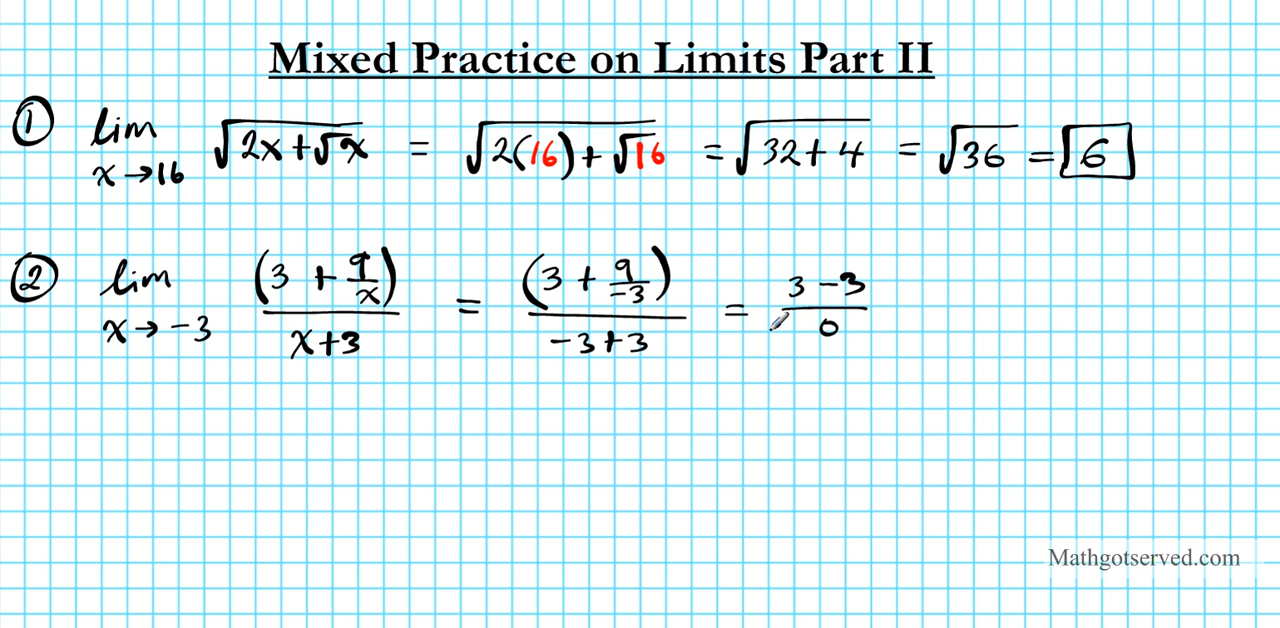 Mixed Practice on Limits Part II
① lim x→16 √(2x+√x) = √(2(16)+√16) = √(32+4) = √36 = 6
② lim x→-3 (3 + 9/x)/(x+3) = (3 + 9/-3)/(-3+3) = (3-3)/0
Mathgotserved.com